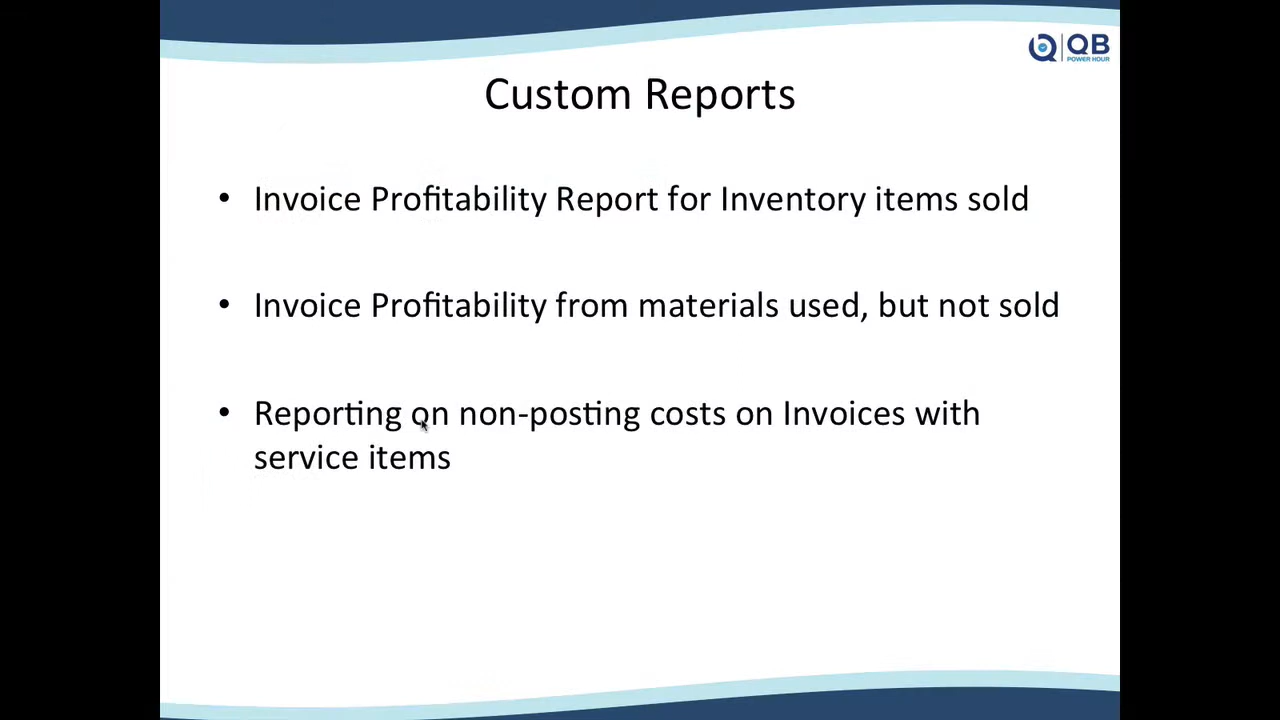 QB
POWER HOUR
Custom Reports
• Invoice Profitability Report for Inventory items sold
• Invoice Profitability from materials used, but not sold
• Reporting on non-posting costs on Invoices with
service items